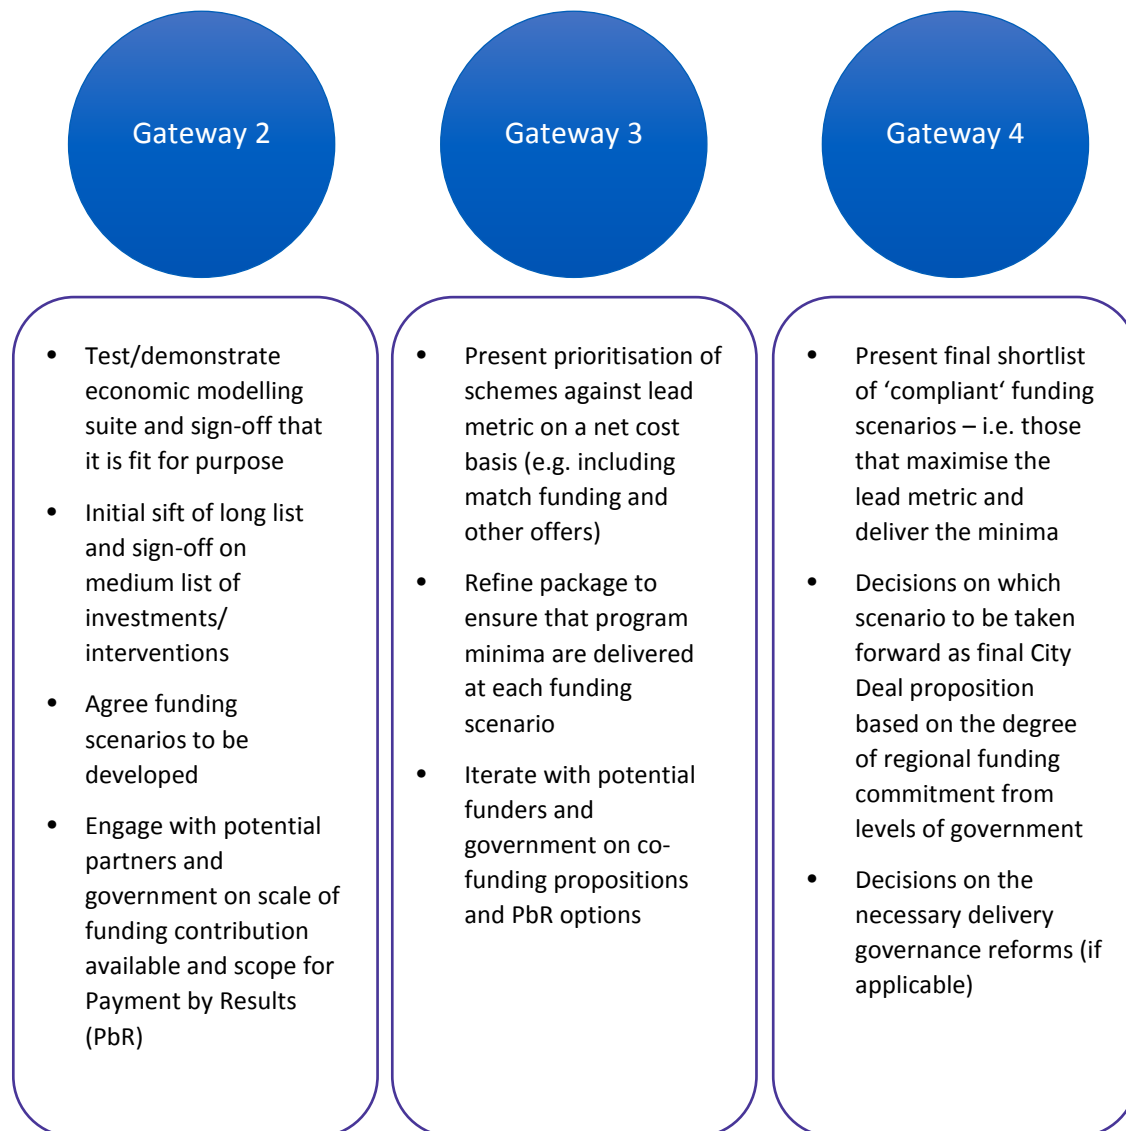 Gateway 2
Test/demonstrate
economic modelling
suite and sign-off that
it is fit for purpose
Initial sift of long list
and sign-off on
medium list of
investments/
interventions
Agree funding
scenarios to be
developed
Engage with potential
partners and
government on scale of
funding contribution
available and scope for
Payment by Results
(PbR)
Gateway 3
Present prioritisation of
schemes against lead
metric on a net cost
basis (e.g. including
match funding and
other offers)
Refine package to
ensure that program
minima are delivered
at each funding
scenario
Iterate with potential
funders and
government on co-
funding propositions
and PbR options
Gateway 4
Present final shortlist
of ‘compliant‘ funding
scenarios – i.e. those
that maximise the
lead metric and
deliver the minima
Decisions on which
scenario to be taken
forward as final City
Deal proposition
based on the degree
of regional funding
commitment from
levels of government
Decisions on the
necessary delivery
governance reforms (if
applicable)